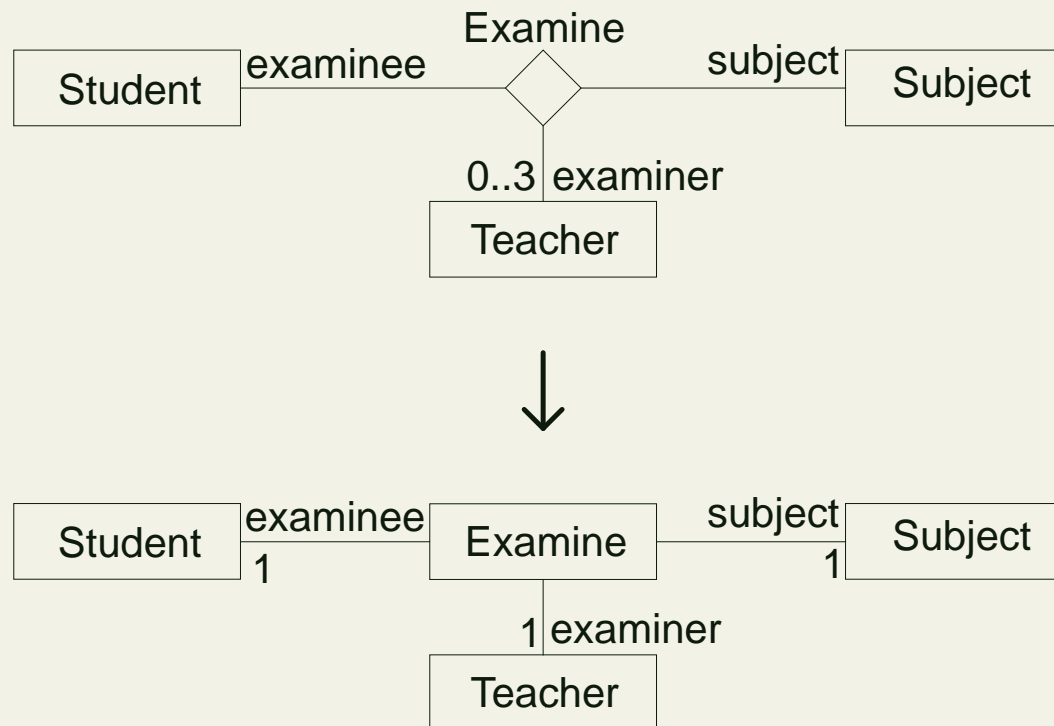 Examine
Student examinee subject Subject
0..3 examiner
Teacher
Student examinee Examine subject Subject
1 1
1 examiner
Teacher